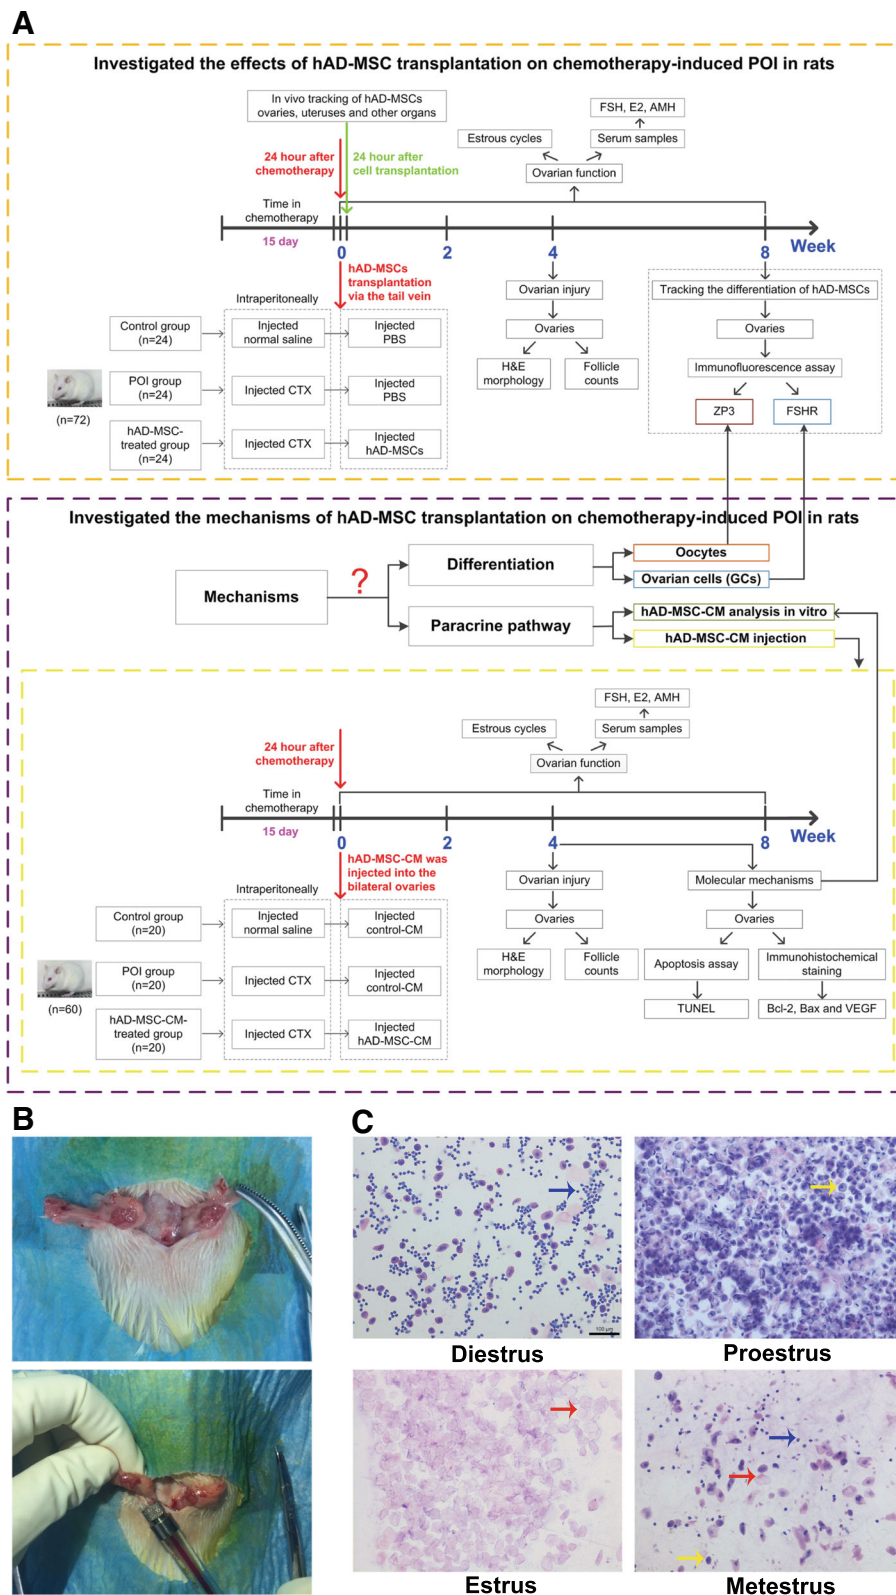 A
Investigated the effects of hAD-MSC transplantation on chemotherapy-induced POI in rats
In vivo tracking of hAD-MSCs
ovaries, uteruses and other organs
FSH, E2, AMH
Estrous cycles
Serum samples
Ovarian function
24 hour after
chemotherapy
24 hour after
cell transplantation
Time in
chemotherapy
15 day
0
2
4
8
Week
hAD-MSCs
transplantation
via the tail vein
Intraperitoneally
Control group
(n=24)
Injected
normal saline
Injected
PBS
POI group
(n=24)
Injected CTX
Injected
PBS
hAD-MSC-
treated group
(n=24)
Injected CTX
Injected
hAD-MSCs
(n=72)
Ovarian injury
Ovaries
H&E
morphology
Follicle
counts
Tracking the differentiation of hAD-MSCs
Ovaries
Immunofluorescence assay
ZP3
FSHR
Investigated the mechanisms of hAD-MSC transplantation on chemotherapy-induced POI in rats
Mechanisms
?
Differentiation
Oocytes
Ovarian cells (GCs)
Paracrine pathway
hAD-MSC-CM analysis in vitro
hAD-MSC-CM injection
FSH, E2, AMH
Estrous cycles
Serum samples
Ovarian function
24 hour after
chemotherapy
Time in
chemotherapy
15 day
0
2
4
8
Week
hAD-MSC-CM was
injected into the
bilateral ovaries
Intraperitoneally
Control group
(n=20)
Injected
normal saline
Injected
control-CM
POI group
(n=20)
Injected CTX
Injected
control-CM
hAD-MSC-CM-
treated group
(n=20)
Injected CTX
Injected
hAD-MSC-CM
(n=60)
Ovarian injury
Ovaries
H&E
morphology
Follicle
counts
Molecular mechanisms
Ovaries
Apoptosis assay
TUNEL
Immunohistochemical
staining
Bcl-2, Bax and VEGF
B
C
100 μm
Diestrus
Proestrus
Estrus
Metestrus